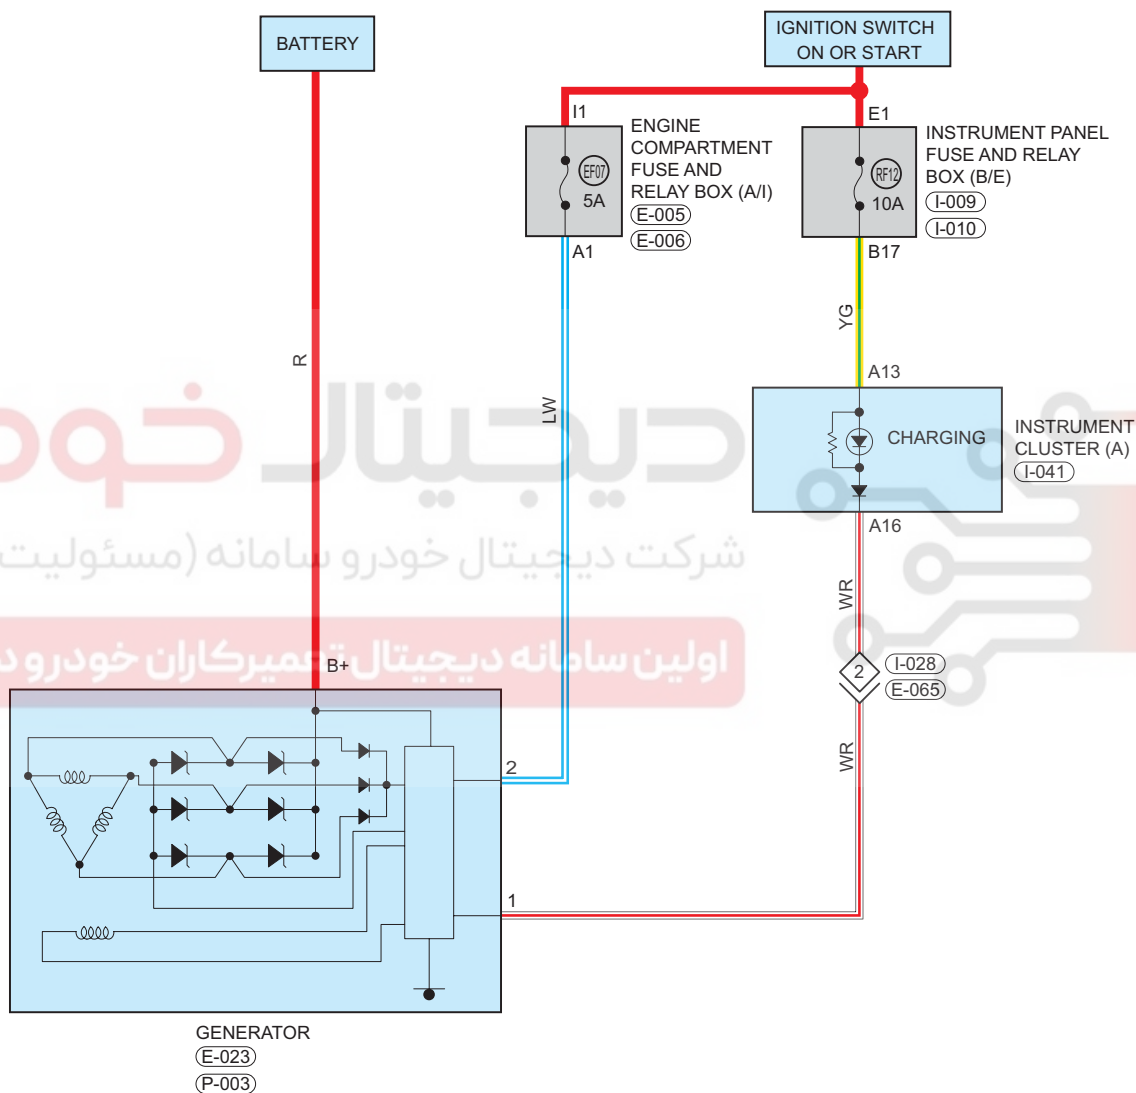 BATTERY
IGNITION SWITCH
ON OR START
I1
E1
ENGINE
COMPARTMENT
FUSE AND
RELAY BOX (A/I)
E-005
E-006
EF07
5A
A1
INSTRUMENT PANEL
FUSE AND RELAY
BOX (B/E)
I-009
I-010
RF12
10A
B17
R
LW
YG
A13
CHARGING
INSTRUMENT
CLUSTER (A)
I-041
A16
دیجیتال خود
شرکت دیجیتال خودرو سامانه (مسئولیت
اولین سامانه دیجیتال تعمیرکاران خودرو د
WR
2
I-028
E-065
WR
B+
2
1
GENERATOR
E-023
P-003